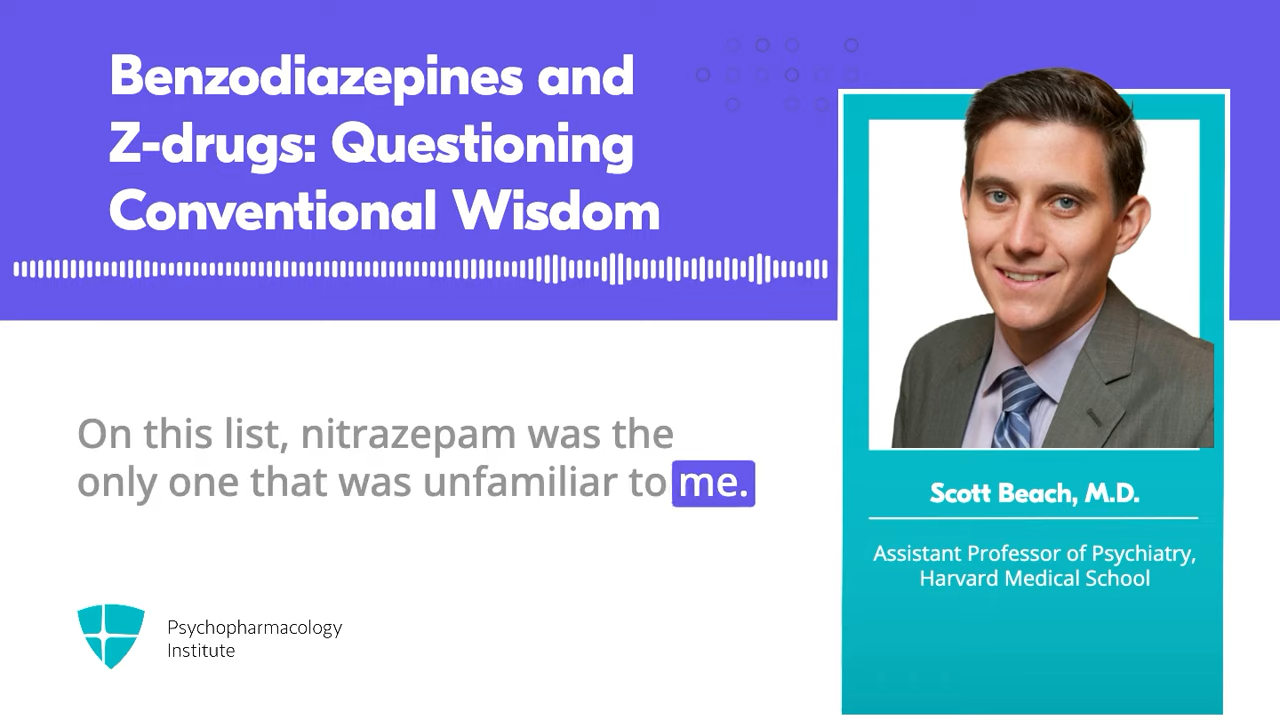 Benzodiazepines and
Z-drugs: Questioning
Conventional Wisdom
On this list, nitrazepam was the
only one that was unfamiliar to me.
Scott Beach, M.D.
Assistant Professor of Psychiatry,
Harvard Medical School
Psychopharmacology
Institute